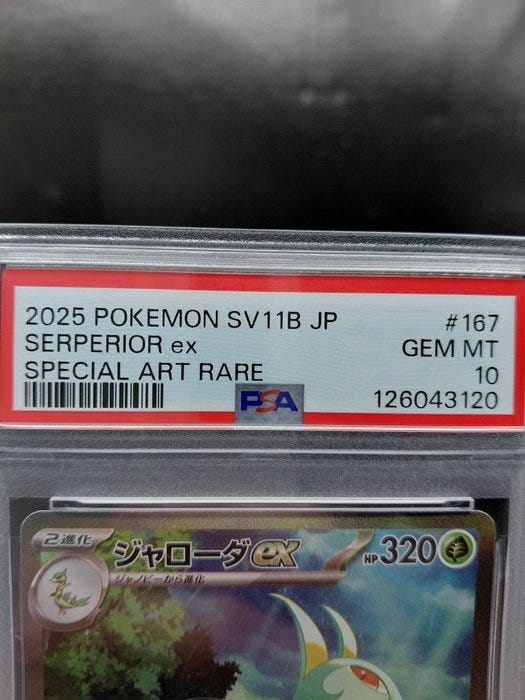 2025 POKEMON SV11B JP #167
SERPERIOR ex GEM MT
SPECIAL ART RARE 10
PSA 126043120
2進化 ジャローダex HP320
ジャノビーから進化